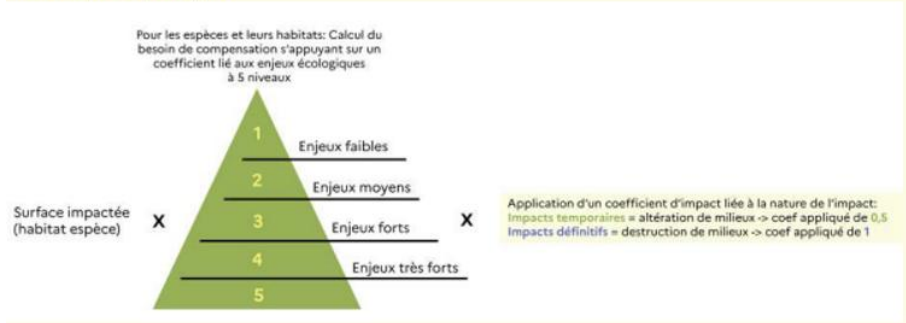 Pour les espèces et leurs habitats: Calcul du
besoin de compensation s'appuyant sur un
coefficient lié aux enjeux écologiques
à 5 niveaux
1
Enjeux faibles
2
Enjeux moyens
Surface impactée
(habitat espèce)
X
3
Enjeux forts
X
Application d'un coefficient d'impact liée à la nature de l'impact:
Impacts temporaires = altération de milieux -> coef appliqué de 0,5
Impacts définitifs = destruction de milieux -> coef appliqué de 1
4
Enjeux très forts
5